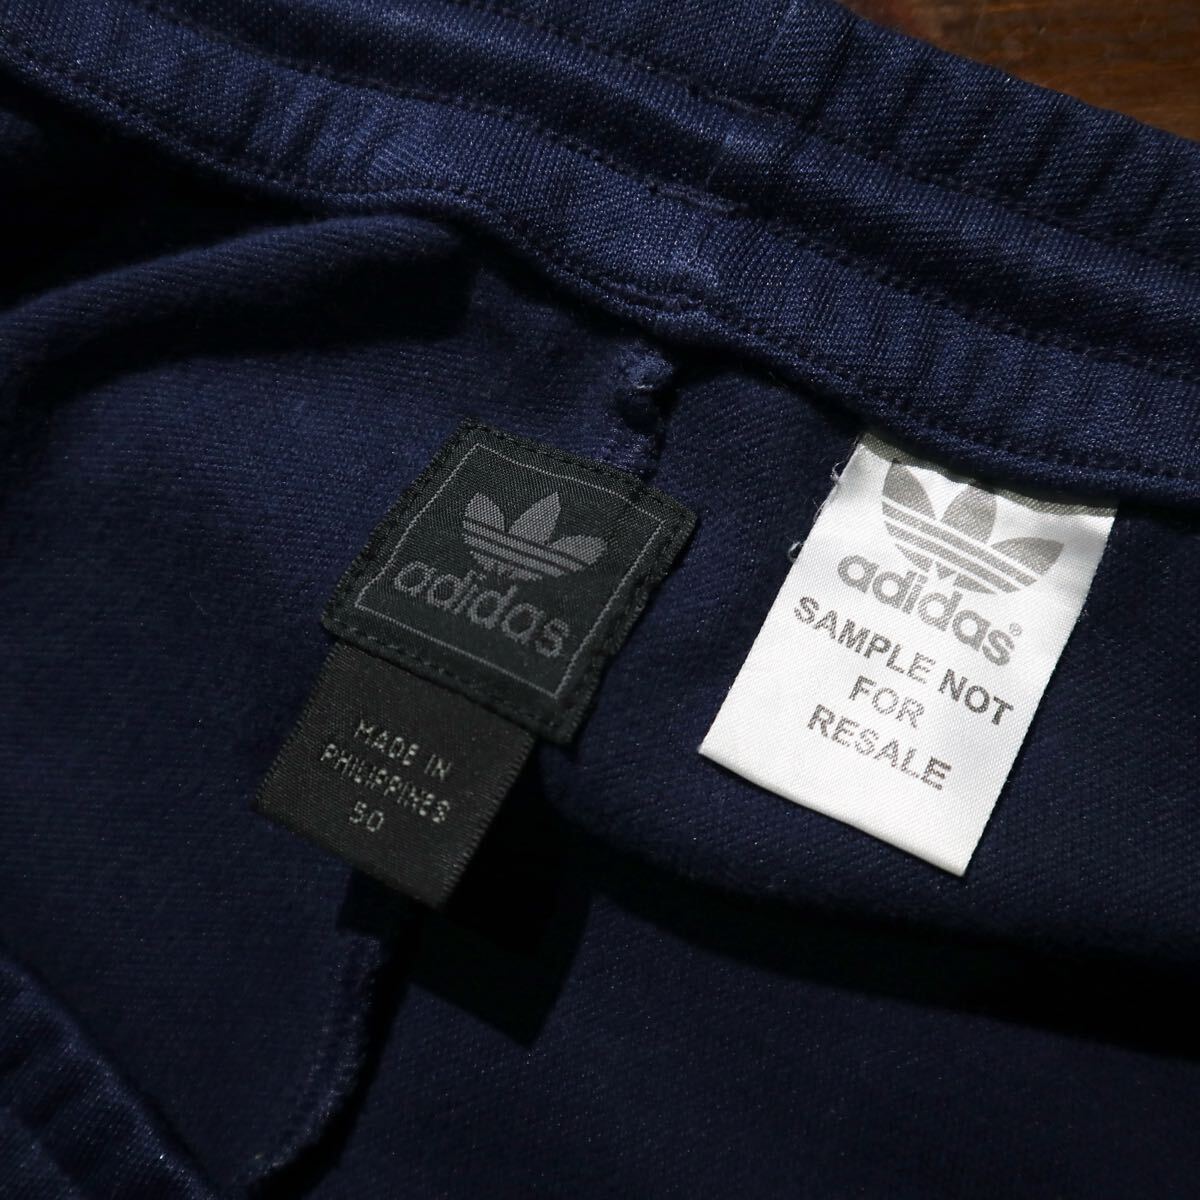 adidas
MADE IN
PHILIPPINES
50
adidas®
SAMPLE NOT
FOR
RESALE